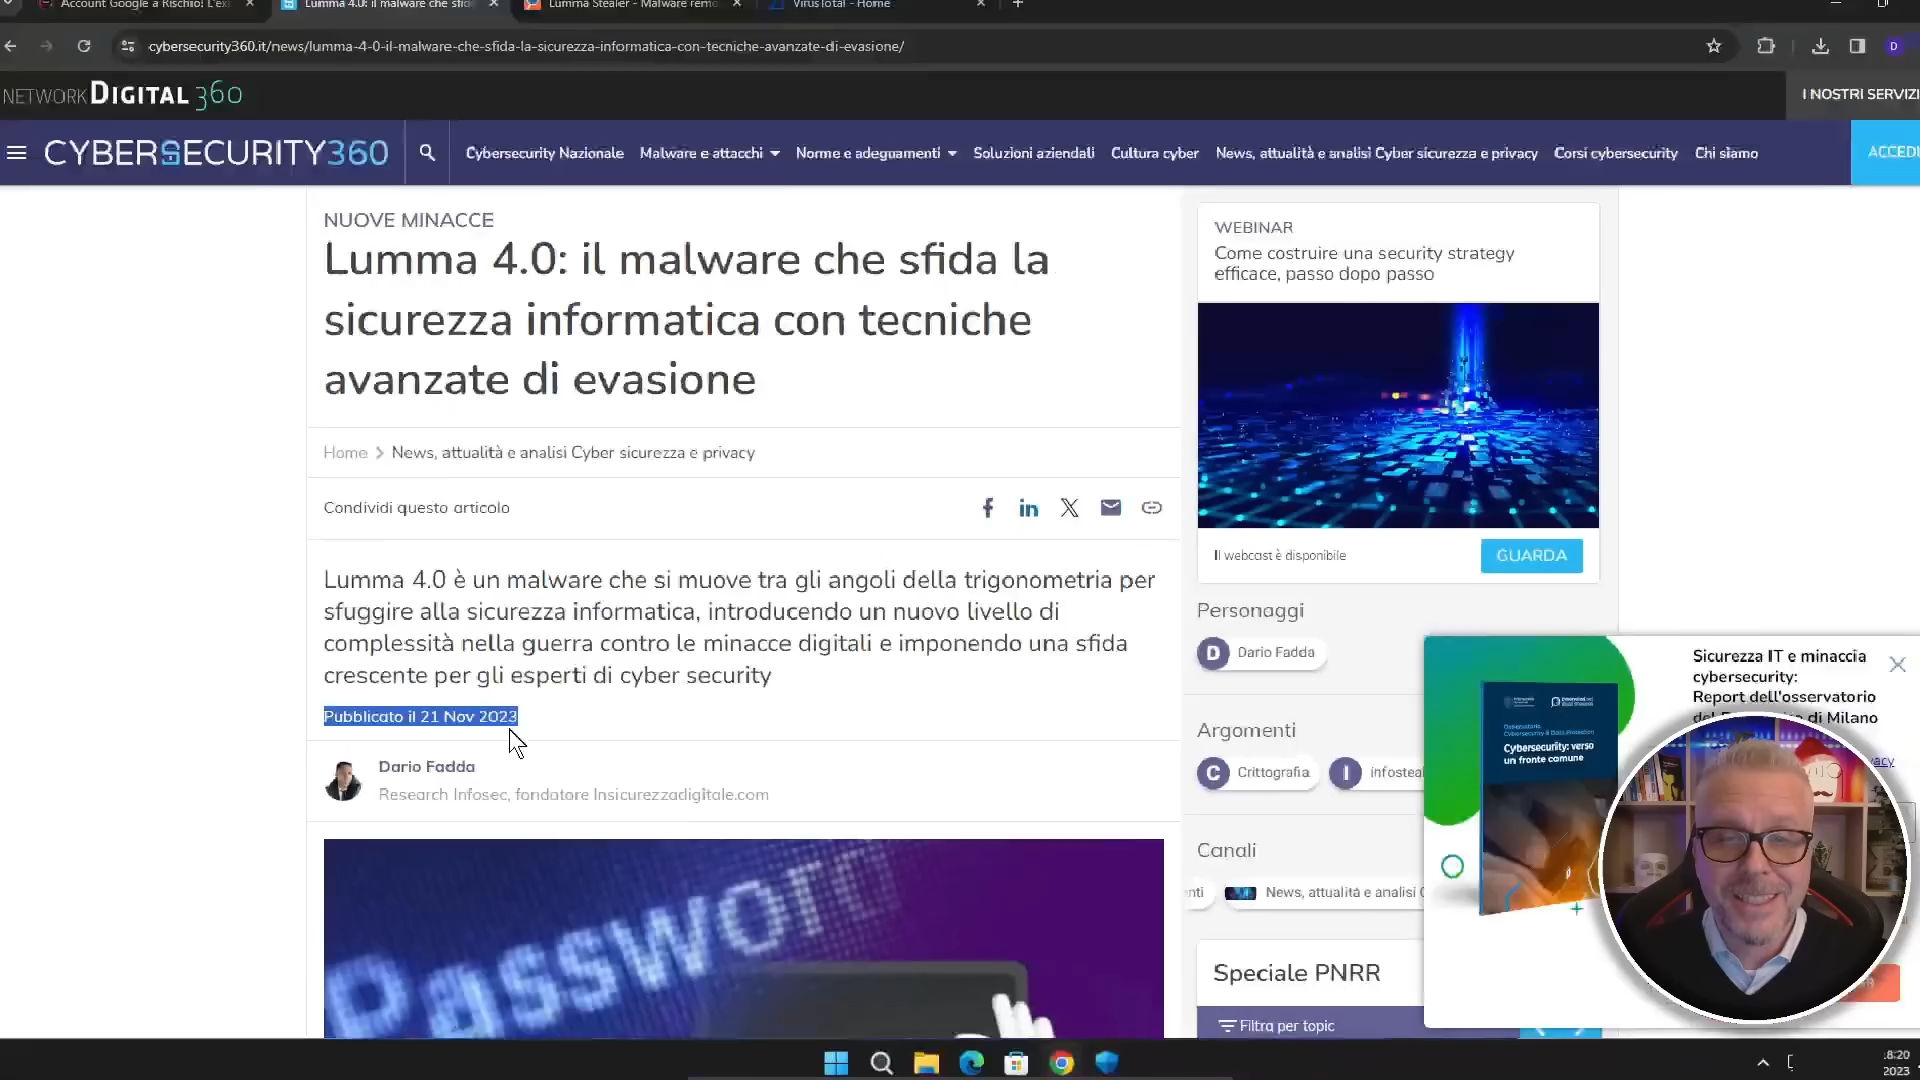 Account Google a Rischio! L'ex
Lumma 4.0: il malware che sfid
Lumma Stealer - Malware remo
VirusTotal - Home
cybersecurity360.it/news/lumma-4-0-il-malware-che-sfida-la-sicurezza-informatica-con-tecniche-avanzate-di-evasione/
D
NETWORK DIGITAL 360
I NOSTRI SERVIZI
CYBERSECURITY360
Cybersecurity Nazionale
Malware e attacchi
Norme e adeguamenti
Soluzioni aziendali
Cultura cyber
News, attualità e analisi Cyber sicurezza e privacy
Corsi cybersecurity
Chi siamo
ACCEDI
NUOVE MINACCE
Lumma 4.0: il malware che sfida la
sicurezza informatica con tecniche
avanzate di evasione
Home
News, attualità e analisi Cyber sicurezza e privacy
Condividi questo articolo
Lumma 4.0 è un malware che si muove tra gli angoli della trigonometria per
sfuggire alla sicurezza informatica, introducendo un nuovo livello di
complessità nella guerra contro le minacce digitali e imponendo una sfida
crescente per gli esperti di cyber security
Pubblicato il 21 Nov 2023
Dario Fadda
Research Infosec, fondatore Insicurezzadigitale.com
Password
WEBINAR
Come costruire una security strategy
efficace, passo dopo passo
Il webcast è disponibile
GUARDA
Personaggi
D
Dario Fadda
Argomenti
C
Crittografia
I
infosteal
Canali
nti
News, attualità e analisi C
Speciale PNRR
Filtra per topic
Sicurezza IT e minaccia
cybersecurity:
Report dell'osservatorio
di Milano
Cybersecurity: verso
un fronte comune
acy
18:20
2023